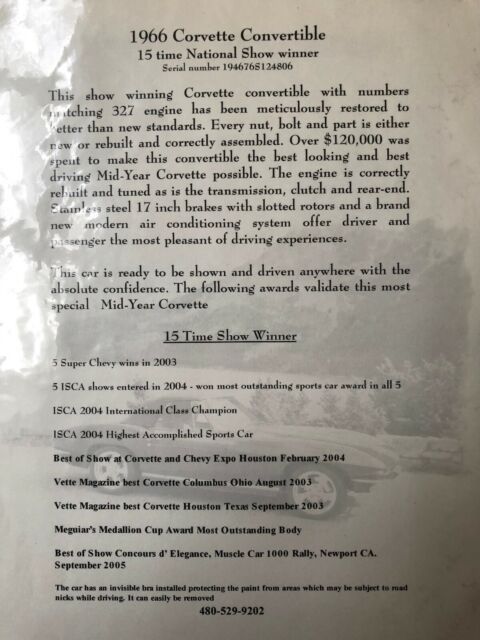 1966 Corvette Convertible
15 time National Show winner
Serial number 194676S124806
This show winning Corvette convertible with numbers
matching 327 engine has been meticulously restored to
better than new standards. Every nut, bolt and part is either
new or rebuilt and correctly assembled. Over $120,000 was
spent to make this convertible the best looking and best
driving Mid-Year Corvette possible. The engine is correctly
rebuilt and tuned as is the transmission, clutch and rear-end.
Stainless steel 17 inch brakes with slotted rotors and a brand
new modern air conditioning system offer driver and
passenger the most pleasant of driving experiences.
This car is ready to be shown and driven anywhere with the
absolute confidence. The following awards validate this most
special Mid-Year Corvette
15 Time Show Winner
5 Super Chevy wins in 2003
5 ISCA shows entered in 2004 - won most outstanding sports car award in all 5
ISCA 2004 International Class Champion
ISCA 2004 Highest Accomplished Sports Car
Best of Show at Corvette and Chevy Expo Houston February 2004
Vette Magazine best Corvette Columbus Ohio August 2003
Vette Magazine best Corvette Houston Texas September 2003
Meguiar's Medallion Cup Award Most Outstanding Body
Best of Show Concours d' Elegance, Muscle Car 1000 Rally, Newport CA.
September 2005
The car has an invisible bra installed protecting the paint from areas which may be subject to road
nicks while driving. It can easily be removed
480-529-9202